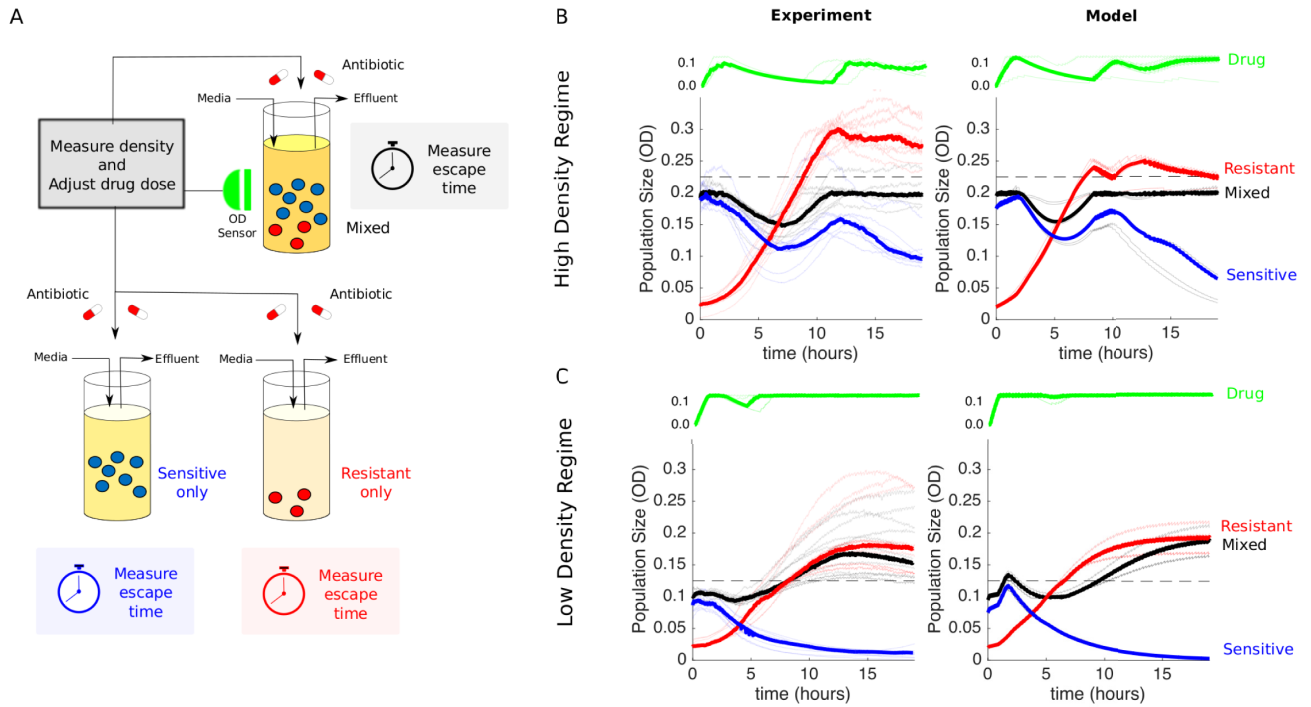 A
Antibiotic
Media
Effluent
Measure density
and
Adjust drug dose
OD
Sensor
Mixed
Measure
escape
time
Antibiotic
Antibiotic
Media
Effluent
Media
Effluent
Sensitive
only
Resistant
only
Measure
escape
time
Measure
escape
time
B
Experiment
Model
High Density Regime
0.1
0.0
0.1
0.0
Drug
Population Size (OD)
0.3
0.25
0.2
0.15
0.1
0.05
0
0
5
10
15
time (hours)
Population Size (OD)
0.3
0.25
0.2
0.15
0.1
0.05
0
0
5
10
15
time (hours)
Resistant
Mixed
Sensitive
C
Low Density Regime
0.1
0.0
0.1
0.0
Drug
Population Size (OD)
0.3
0.25
0.2
0.15
0.1
0.05
0
0
5
10
15
time (hours)
Population Size (OD)
0.3
0.25
0.2
0.15
0.1
0.05
0
0
5
10
15
time (hours)
Resistant
Mixed
Sensitive